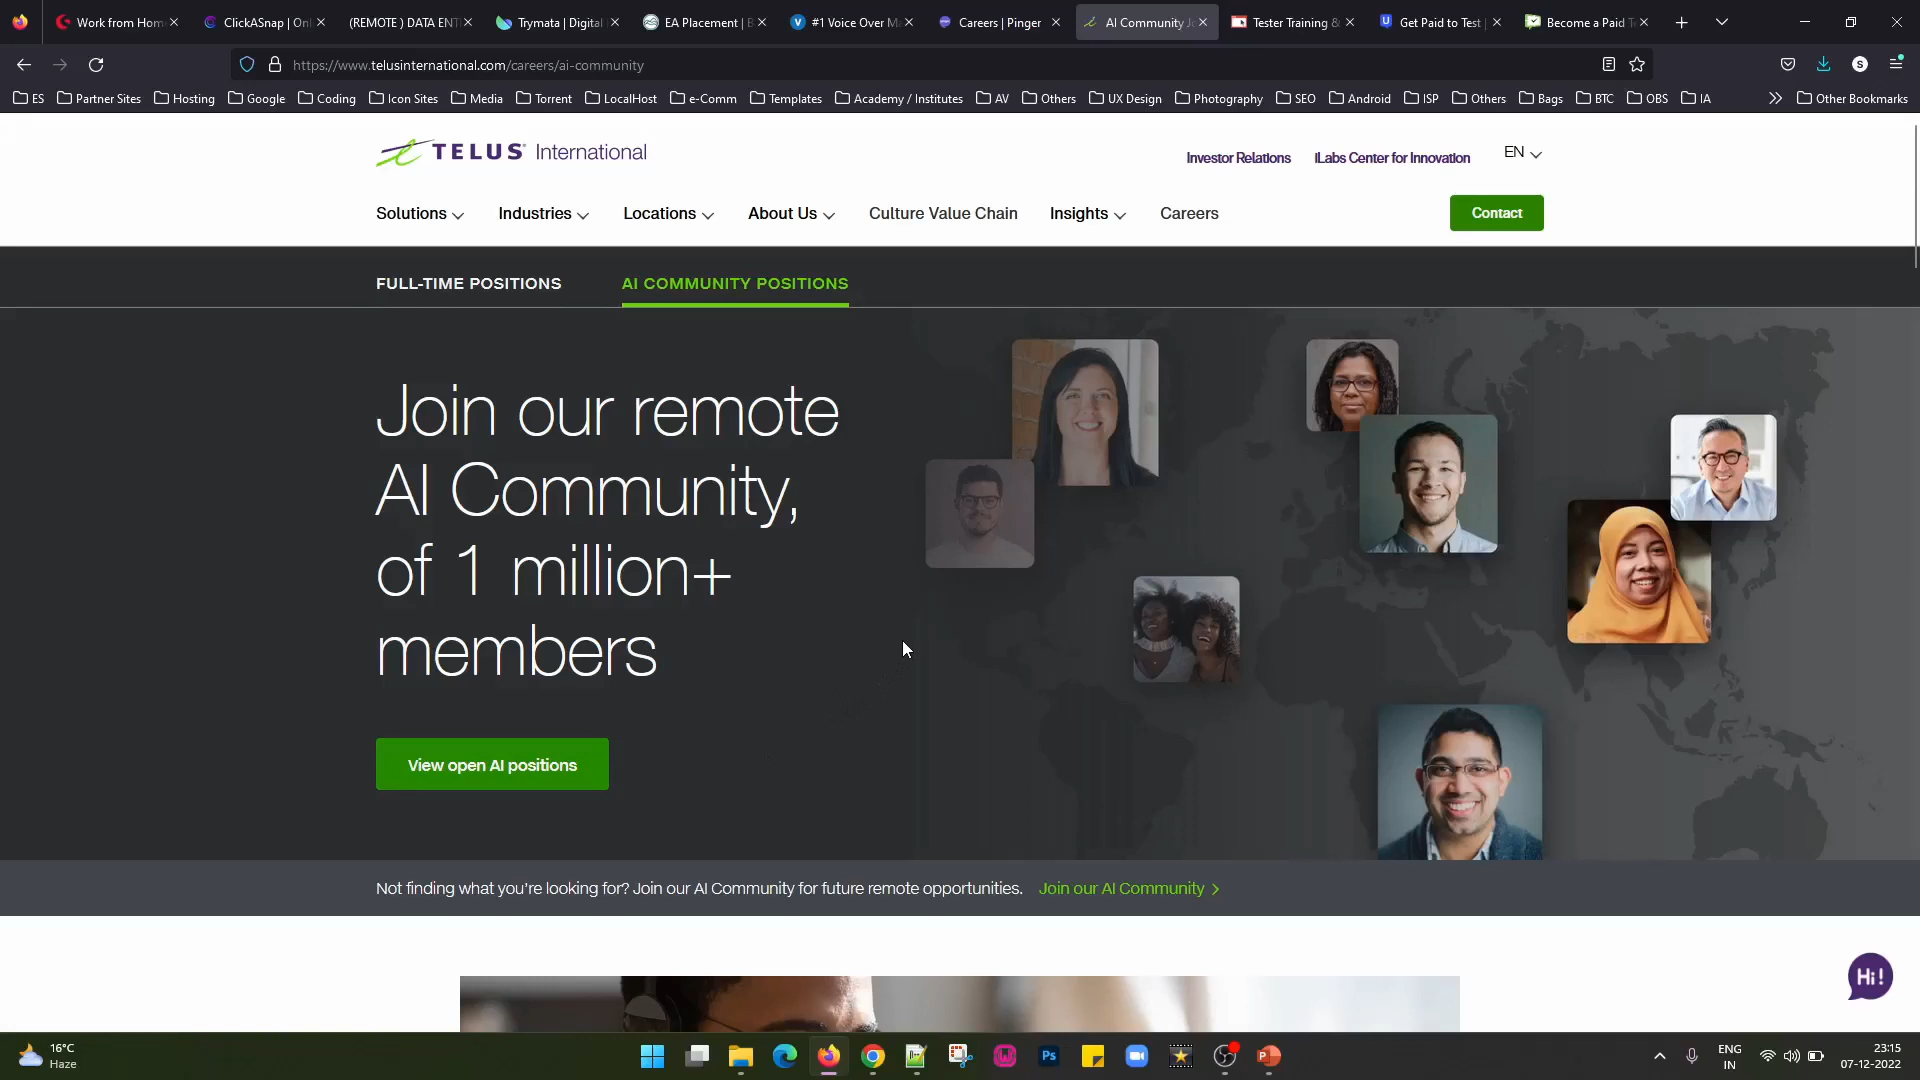 Work from Hom
ClickASnap | Onl
(REMOTE ) DATA ENT
Trymata | Digital
EA Placement | B
#1 Voice Over Ma
Careers | Pinger
AI Community Jo
Tester Training &
Get Paid to Test |
Become a Paid Te
https://www.telusinternational.com/careers/ai-community
S
ES
Partner Sites
Hosting
Google
Coding
Icon Sites
Media
Torrent
LocalHost
e-Comm
Templates
Academy / Institutes
AV
Others
UX Design
Photography
SEO
Android
ISP
Others
Bags
BTC
OBS
IA
Other Bookmarks
TELUS International
Investor Relations
iLabs Center for Innovation
EN
Solutions
Industries
Locations
About Us
Culture Value Chain
Insights
Careers
Contact
FULL-TIME POSITIONS
AI COMMUNITY POSITIONS
Join our remote
AI Community,
of 1 million+
members
View open AI positions
Not finding what you're looking for? Join our AI Community for future remote opportunities. Join our AI Community
Hi!
16°C
Haze
Ps
ENG
IN
23:15
07-12-2022